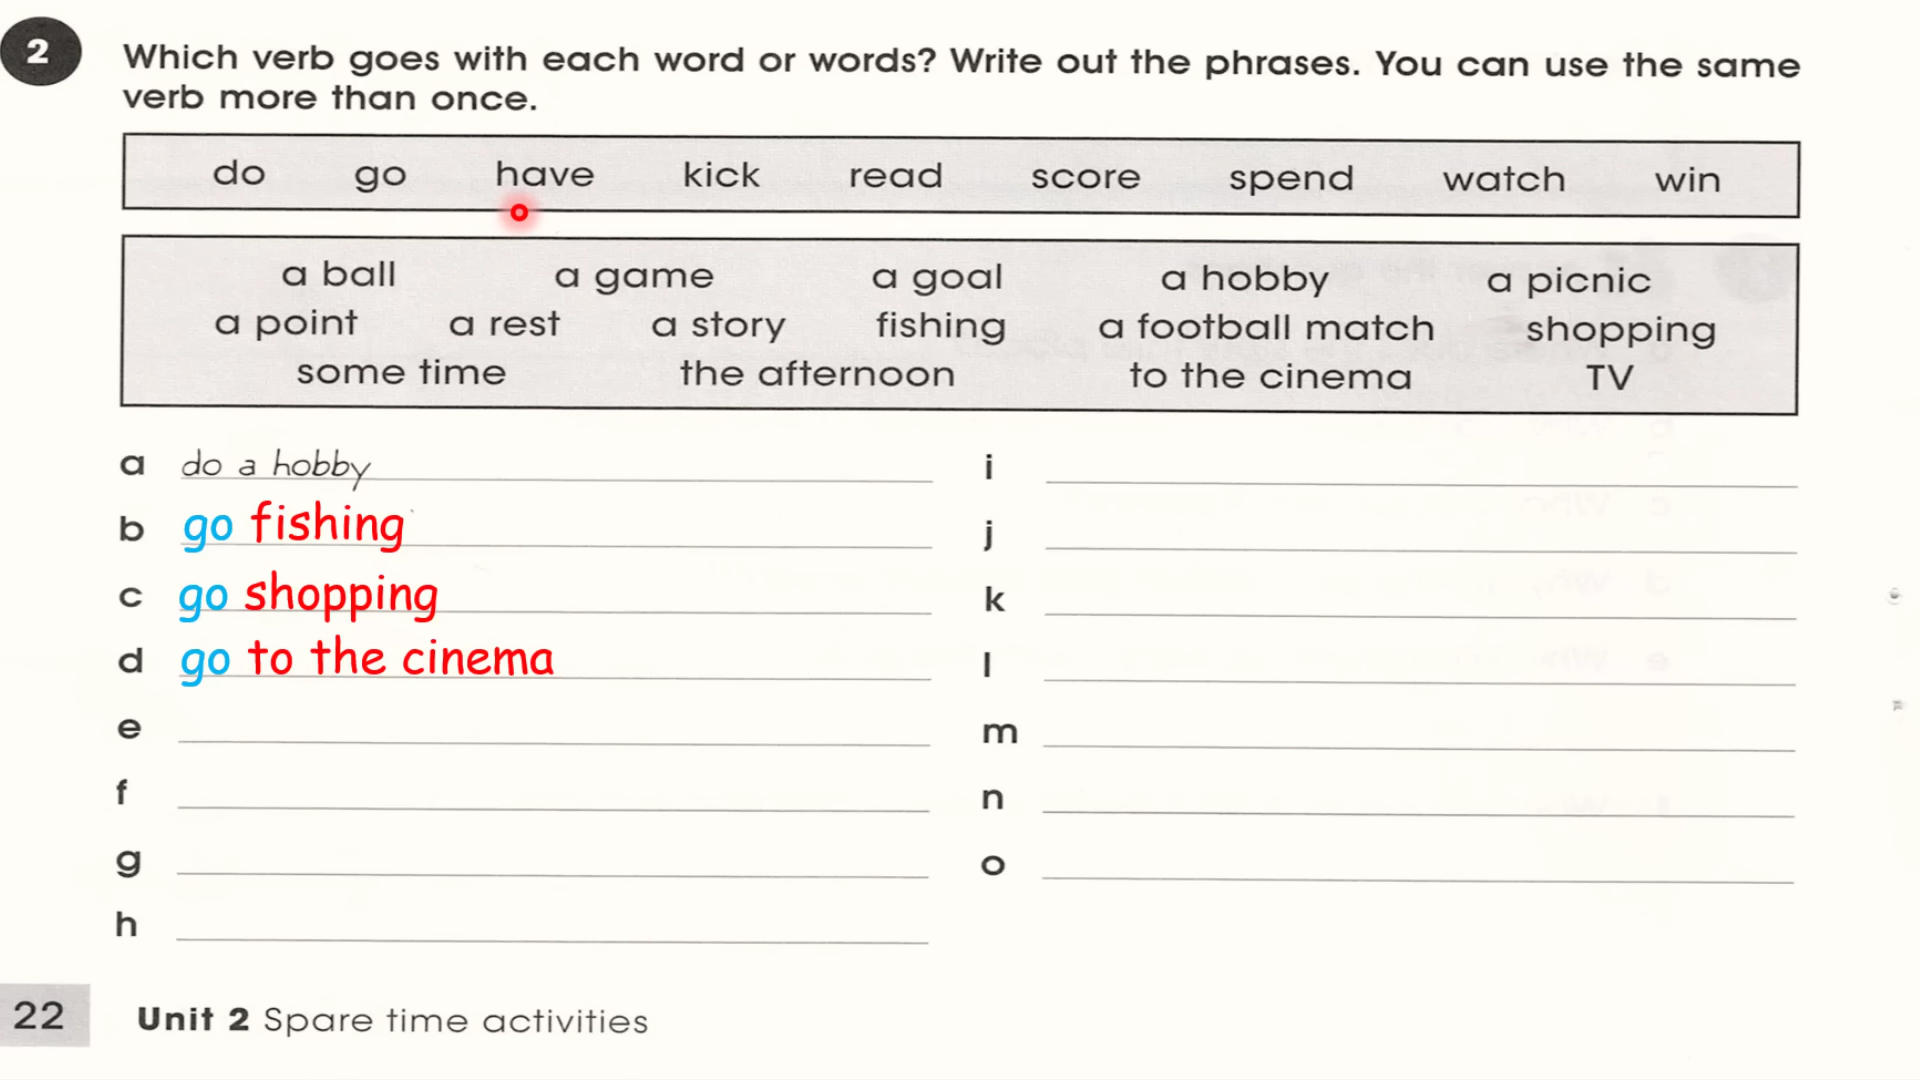 2
Which verb goes with each word or words? Write out the phrases. You can use the same
verb more than once.
do go have kick read score spend watch win
a ball a game a goal a hobby a picnic
a point a rest a story fishing a football match shopping
some time the afternoon to the cinema TV
a do a hobby
b go fishing
c go shopping
d go to the cinema
e
f
g
h
i
j
k
l
m
n
o
22 Unit 2 Spare time activities